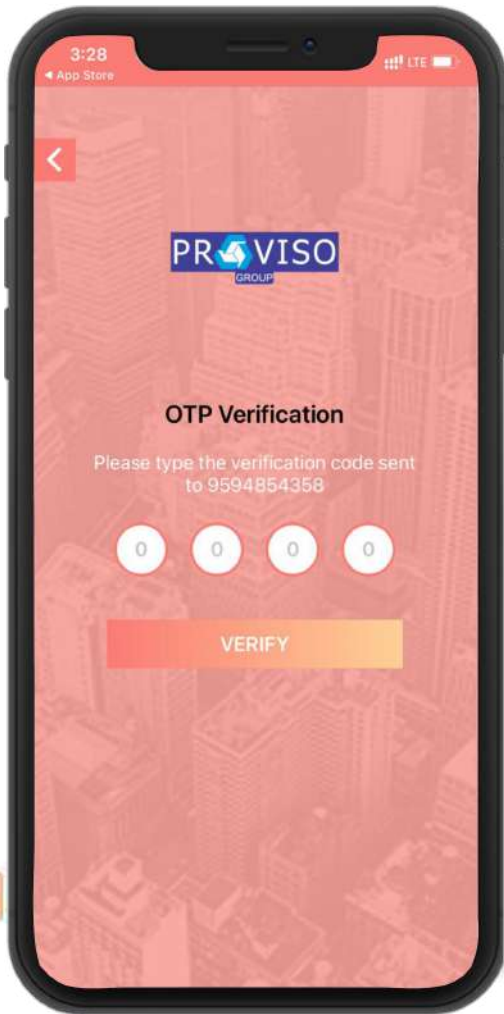 3:28
LTE
◀ App Store
PROVISO
GROUP
OTP Verification
Please type the verification code sent
to 9594854358
0 0 0 0
VERIFY